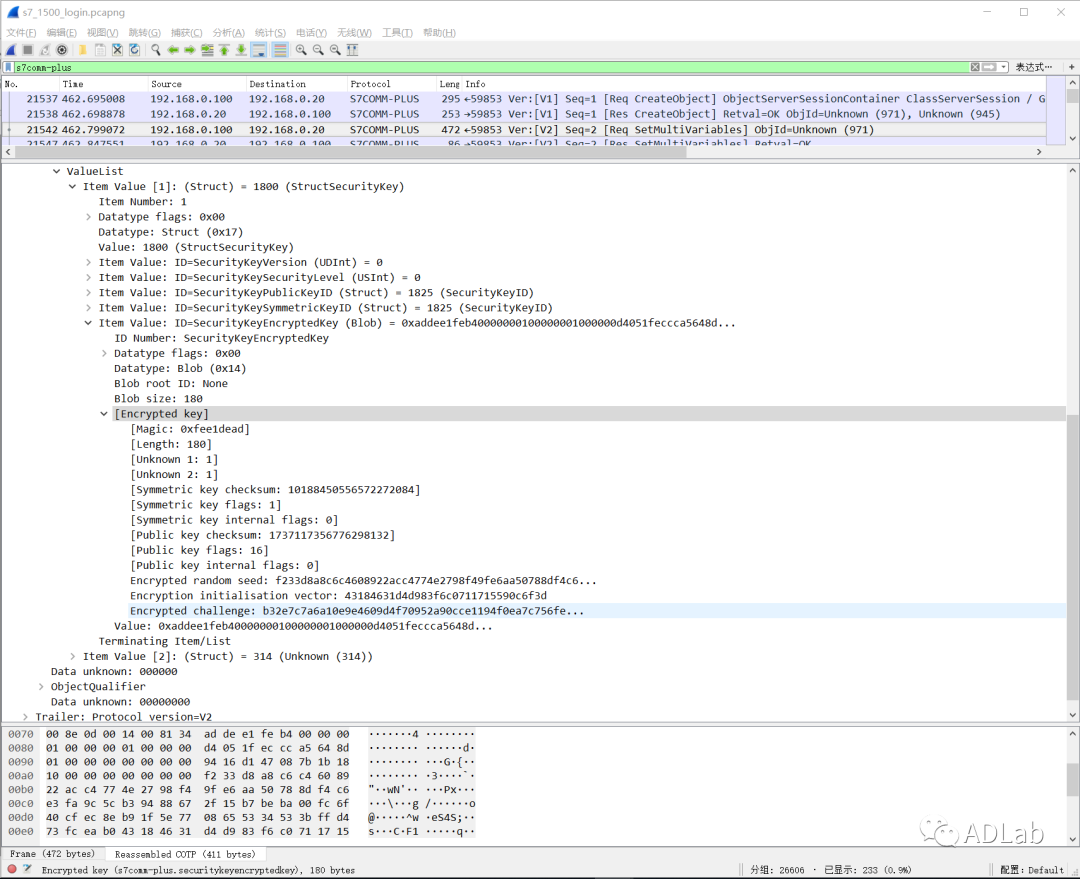 s7_1500_login.pcapng
文件(F) 编辑(E) 视图(V) 跳转(G) 捕获(C) 分析(A) 统计(S) 电话(Y) 无线(W) 工具(T) 帮助(H)
s7comm-plus 表达式… +
No. Time Source Destination Protocol Leng Info
21537 462.695008 192.168.0.100 192.168.0.20 S7COMM-PLUS 295 ←59853 Ver:[V1] Seq=1 [Req CreateObject] ObjectServerSessionContainer ClassServerSession / G
21538 462.698878 192.168.0.20 192.168.0.100 S7COMM-PLUS 253 →59853 Ver:[V1] Seq=1 [Res CreateObject] Retval=OK ObjId=Unknown (971), Unknown (945)
21542 462.799072 192.168.0.100 192.168.0.20 S7COMM-PLUS 472 ←59853 Ver:[V2] Seq=2 [Req SetMultiVariables] ObjId=Unknown (971)
21547 462.847551 192.168.0.20 192.168.0.100 S7COMM-PLUS 86 →59853 Ver:[V2] Seq=2 [Res SetMultiVariables] Retval=OK
ValueList
Item Value [1]: (Struct) = 1800 (StructSecurityKey)
Item Number: 1
Datatype flags: 0x00
Datatype: Struct (0x17)
Value: 1800 (StructSecurityKey)
Item Value: ID=SecurityKeyVersion (UDInt) = 0
Item Value: ID=SecurityKeySecurityLevel (USInt) = 0
Item Value: ID=SecurityKeyPublicKeyID (Struct) = 1825 (SecurityKeyID)
Item Value: ID=SecurityKeySymmetricKeyID (Struct) = 1825 (SecurityKeyID)
Item Value: ID=SecurityKeyEncryptedKey (Blob) = 0xaddee1feb40000000100000001000000d4051feccca5648d...
ID Number: SecurityKeyEncryptedKey
Datatype flags: 0x00
Datatype: Blob (0x14)
Blob root ID: None
Blob size: 180
[Encrypted key]
[Magic: 0xfee1dead]
[Length: 180]
[Unknown 1: 1]
[Unknown 2: 1]
[Symmetric key checksum: 10188450556572272084]
[Symmetric key flags: 1]
[Symmetric key internal flags: 0]
[Public key checksum: 1737117356776298132]
[Public key flags: 16]
[Public key internal flags: 0]
Encrypted random seed: f233d8a8c6c4608922acc4774e2798f49fe6aa50788df4c6...
Encryption initialisation vector: 43184631d4d983f6c0711715590c6f3d
Encrypted challenge: b32e7c7a6a10e9e4609d4f70952a90cce1194f0ea7c756fe...
Value: 0xaddee1feb40000000100000001000000d4051feccca5648d...
Terminating Item/List
Item Value [2]: (Struct) = 314 (Unknown (314))
Data unknown: 000000
ObjectQualifier
Data unknown: 00000000
Trailer: Protocol version=V2
0070 00 8e 0d 00 14 00 81 34 ad de e1 fe b4 00 00 00 ·······4 ········
0080 01 00 00 00 01 00 00 00 d4 05 1f ec cc a5 64 8d ········ ······d·
0090 01 00 00 00 00 00 00 00 94 16 d1 47 08 7b 1b 18 ········ ···G·{··
00a0 10 00 00 00 00 00 00 00 f2 33 d8 a8 c6 c4 60 89 ········ ·3····`·
00b0 22 ac c4 77 4e 27 98 f4 9f e6 aa 50 78 8d f4 c6 "··wN'·· ···Px···
00c0 e3 fa 9c 5c b3 94 88 67 2f 15 b7 be ba 00 fc 6f ···\···g /······o
00d0 40 cf ec 8e b9 1f 5e 77 08 65 53 34 53 3b ff d4 @·····^w ·eS4S;··
00e0 73 fc ea b0 43 18 46 31 d4 d9 83 f6 c0 71 17 15 s···C·F1 ·····q··
ADLab
Frame (472 bytes) Reassembled COTP (411 bytes)
Encrypted key (s7comm-plus.securitykeyencryptedkey), 180 bytes 分组: 26606 · 已显示: 233 (0.9%) 配置: Default